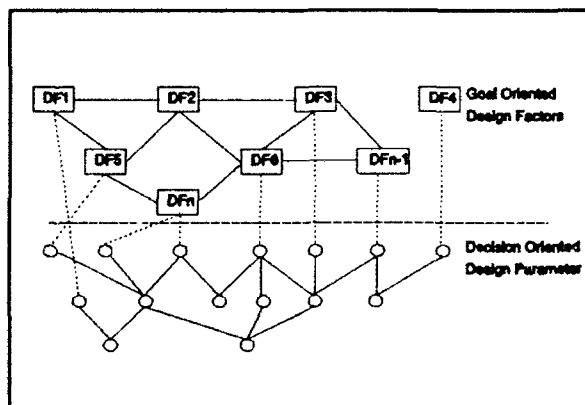 DF1 DF2 DF3 DF4 Goal Oriented
Design Factors
DF5 DF6 DFn-1
DFn
Decision Oriented
Design Parameter